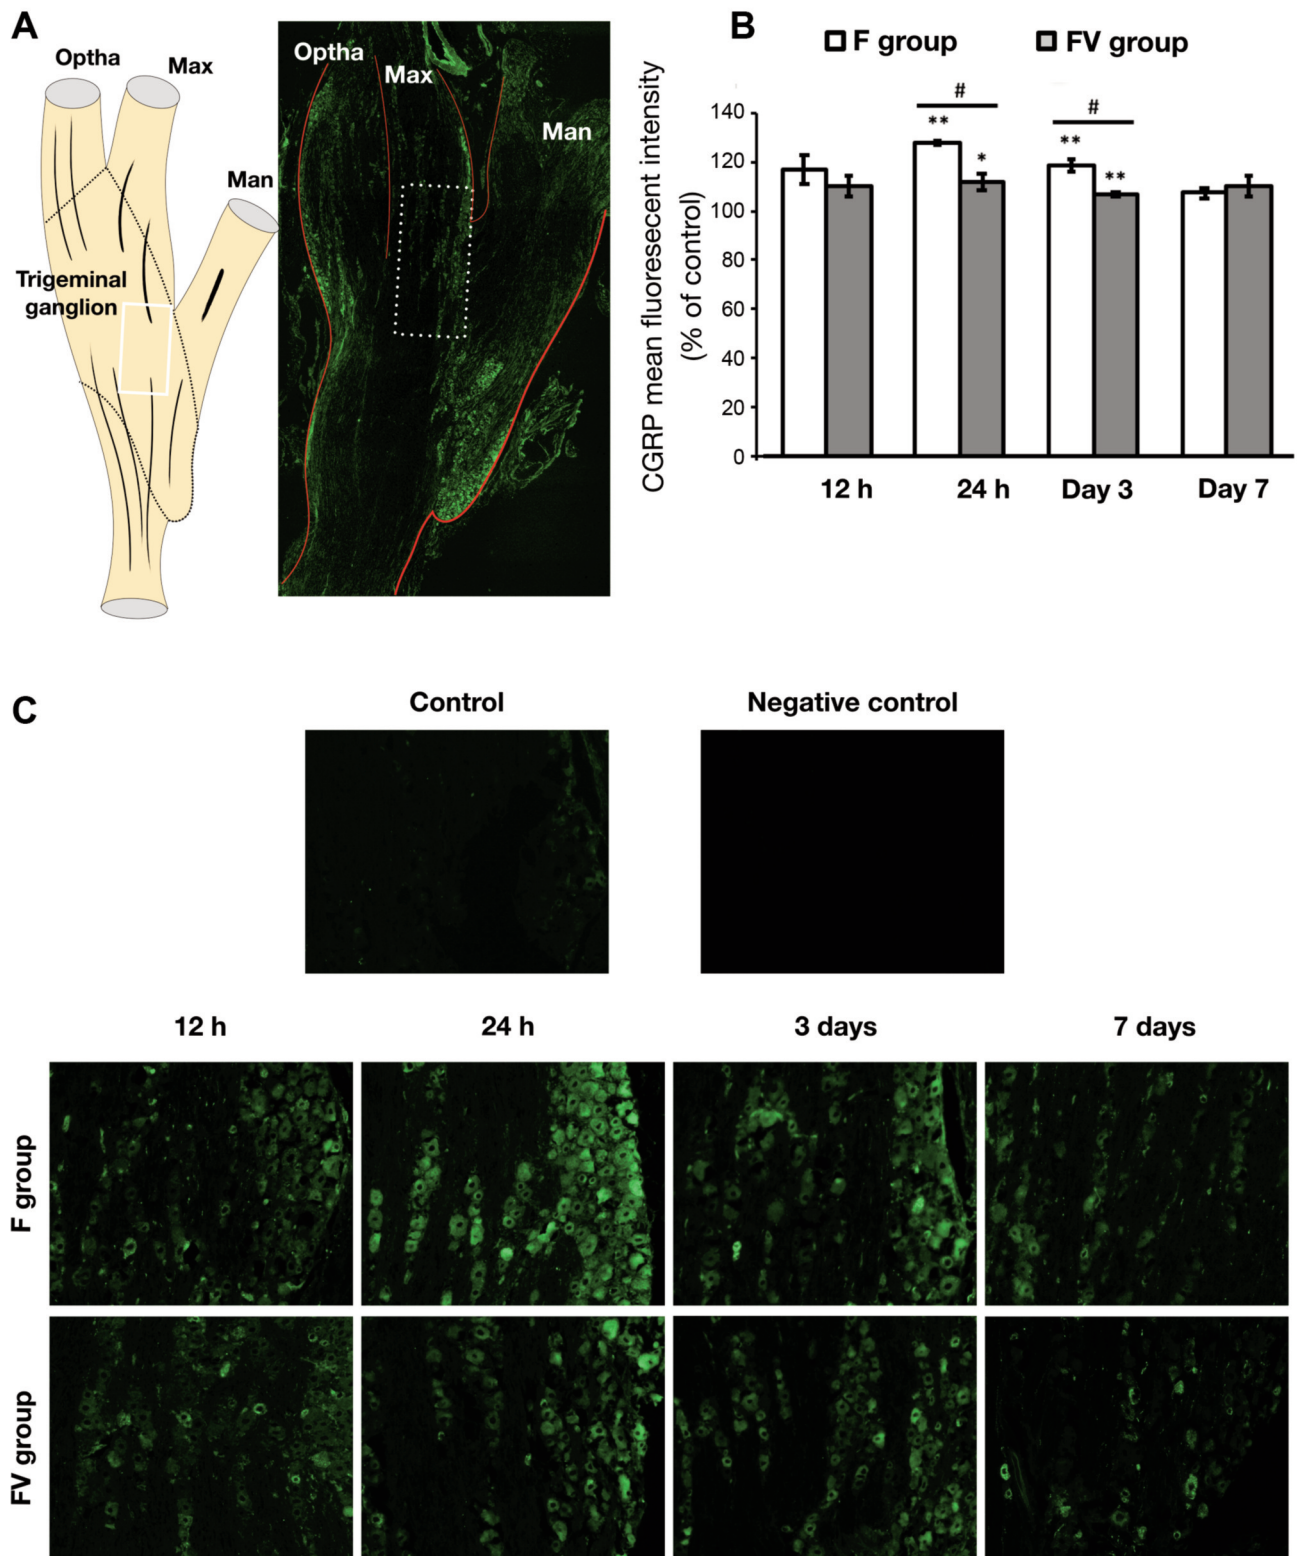 A
Optha
Max
Man
Trigeminal
ganglion
Optha
Max
Man
B
F group
FV group
CGRP mean fluoresecent intensity
(% of control)
140
120
100
80
60
40
20
0
#
**
*
#
**
**
12 h
24 h
Day 3
Day 7
C
Control
Negative control
12 h
24 h
3 days
7 days
F group
FV group